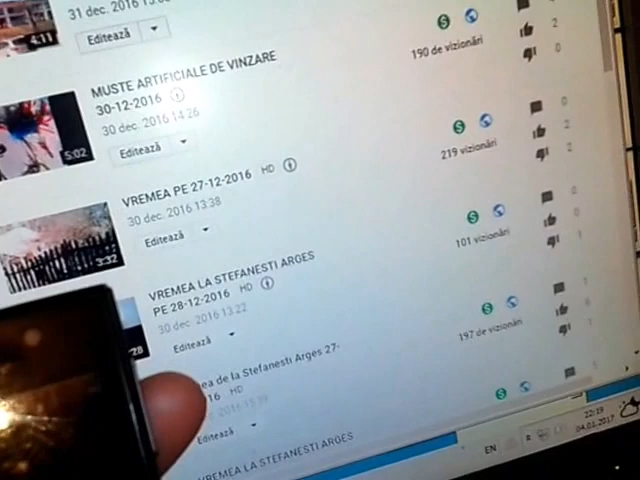 31 dec. 2016
4:11
Editează
2
0
190 de vizionări
MUSTE ARTIFICIALE DE VINZARE
30-12-2016
30 dec. 2016 14:26
5:02
Editează
0
2
2
219 vizionări
VREMEA PE 27-12-2016 HD
30 dec. 2016 13:38
3:32
Editează
0
0
1
101 vizionări
VREMEA LA STEFANESTI ARGES
PE 28-12-2016 HD
30 dec. 2016 13:22
Editează
1
197 de vizionări
ea de la Stefanesti Arges 27-
16 HD
Editează
VREMEA LA STEFANESTI ARGES
EN
22:19
04.01.2017